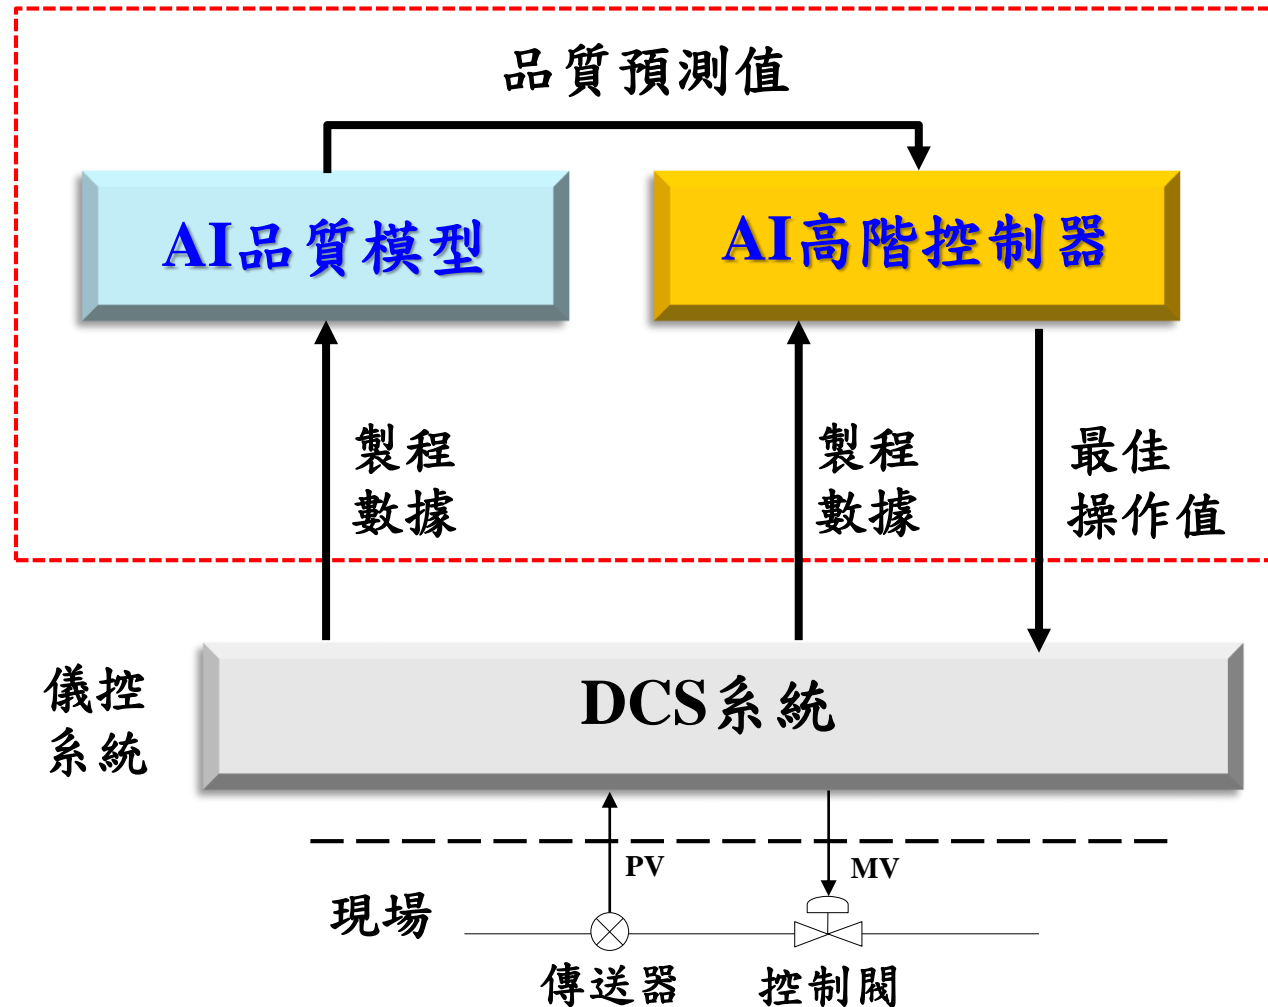 品質預測值
AI品質模型
AI高階控制器
製程
數據
製程
數據
最佳
操作值
儀控
系統
DCS系統
PV
MV
現場
傳送器
控制閥